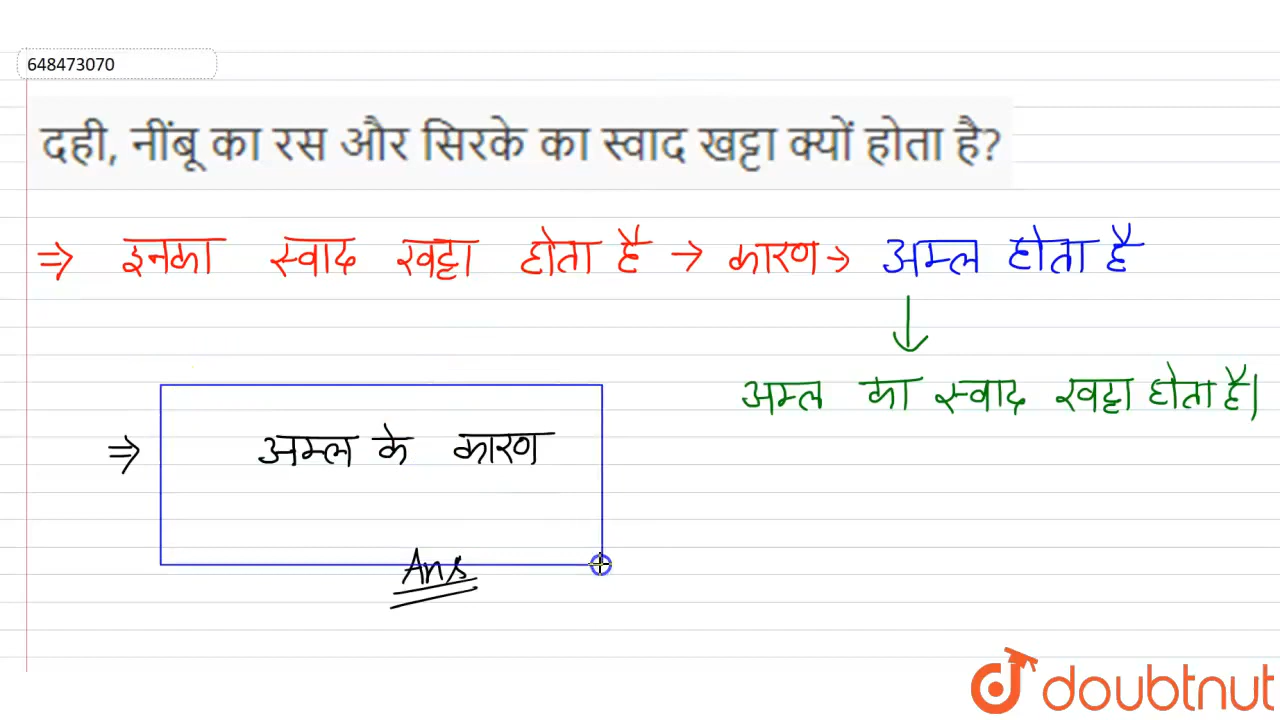 648473070
दही, नींबू का रस और सिरके का स्वाद खट्टा क्यों होता है?
⇒ इनका स्वाद खट्टा होता है → कारण → अम्ल होता है
↓
अम्ल का स्वाद खट्टा होता है।
⇒ अम्ल के कारण
Ans
doubtnut